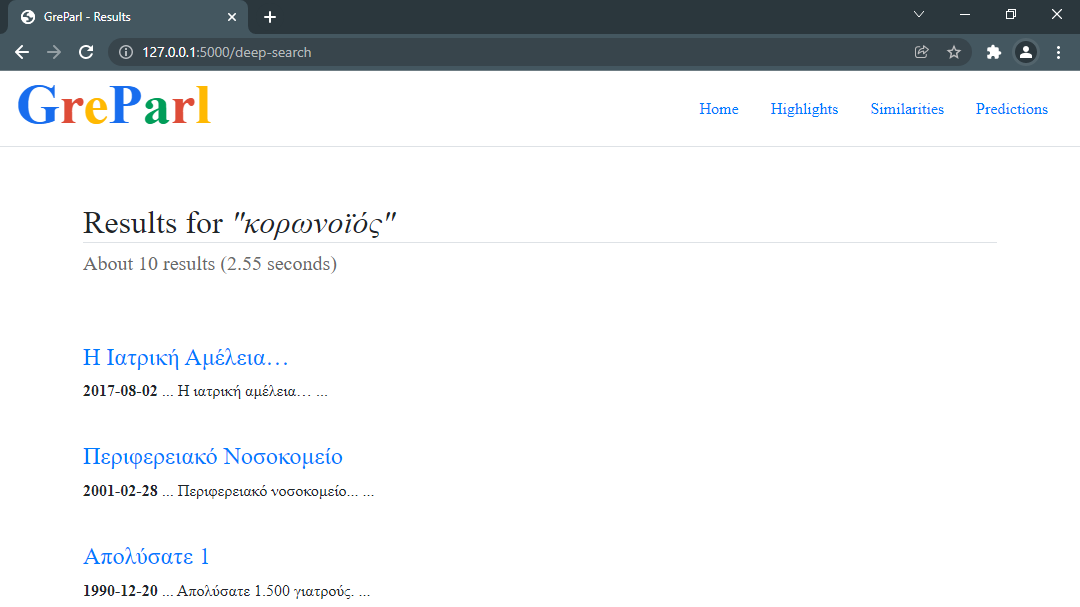 GreParl - Results
127.0.0.1:5000/deep-search
GreParl
Home Highlights Similarities Predictions
Results for "κορωνοϊός"
About 10 results (2.55 seconds)
Η Ιατρική Αμέλεια…
2017-08-02 ... Η ιατρική αμέλεια… ...
Περιφερειακό Νοσοκομείο
2001-02-28 ... Περιφερειακό νοσοκομείο... ...
Απολύσατε 1
1990-12-20 ... Απολύσατε 1.500 γιατρούς. ...